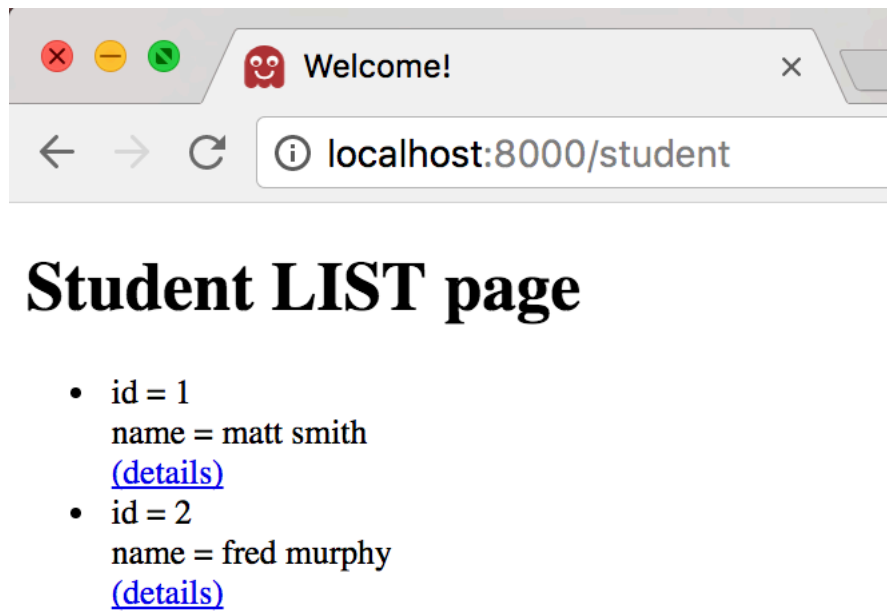 Welcome!
localhost:8000/student
Student LIST page
id = 1
name = matt smith
(details)
id = 2
name = fred murphy
(details)